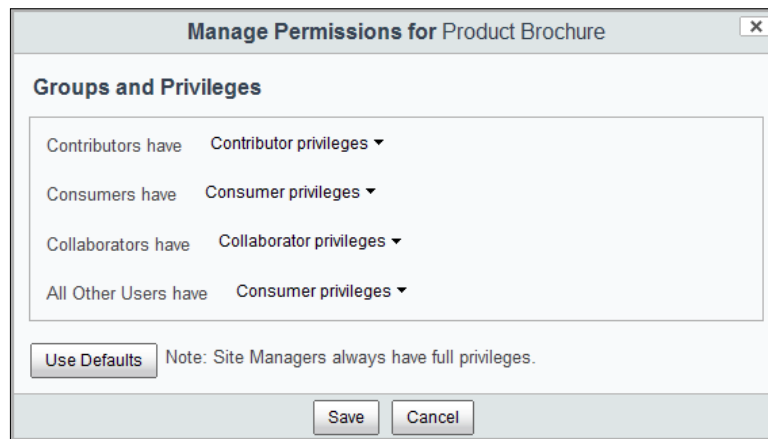 Manage Permissions for Product Brochure
Groups and Privileges
Contributors have Contributor privileges
Consumers have Consumer privileges
Collaborators have Collaborator privileges
All Other Users have Consumer privileges
Use Defaults Note: Site Managers always have full privileges.
Save Cancel